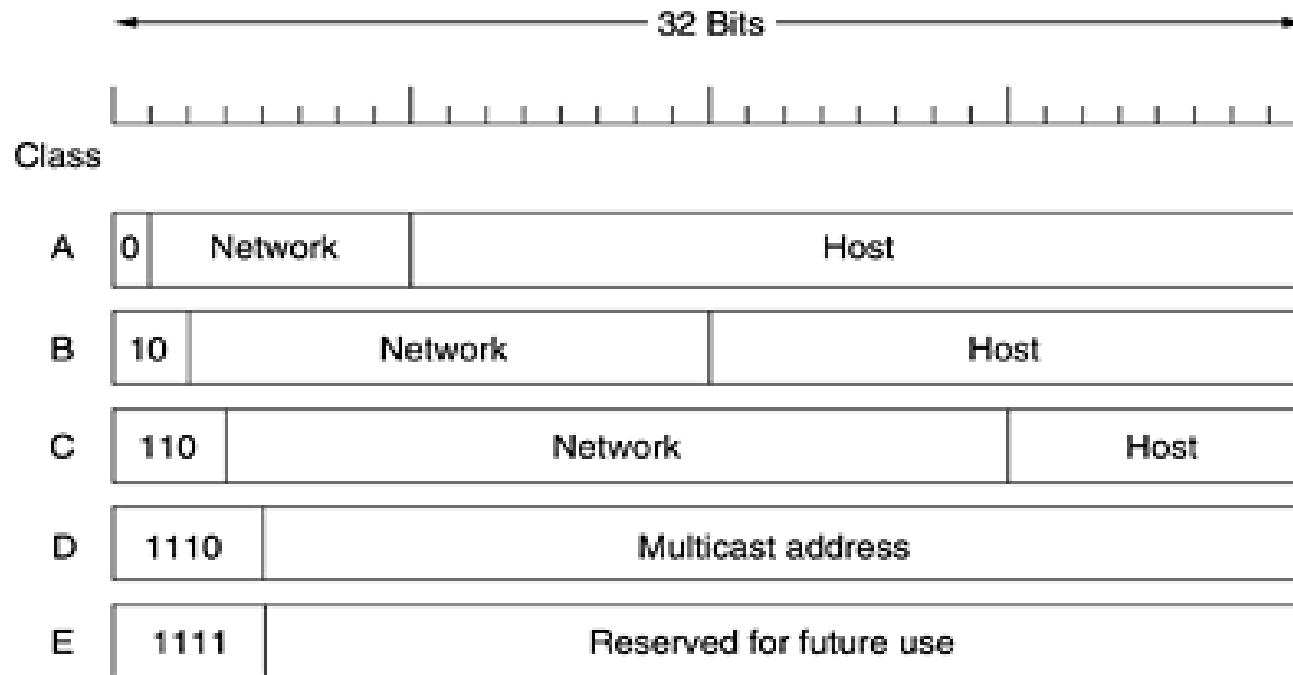 32 Bits
Class
A 0 Network Host
B 10 Network Host
C 110 Network Host
D 1110 Multicast address
E 1111 Reserved for future use